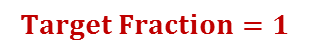 Target Fraction = 1